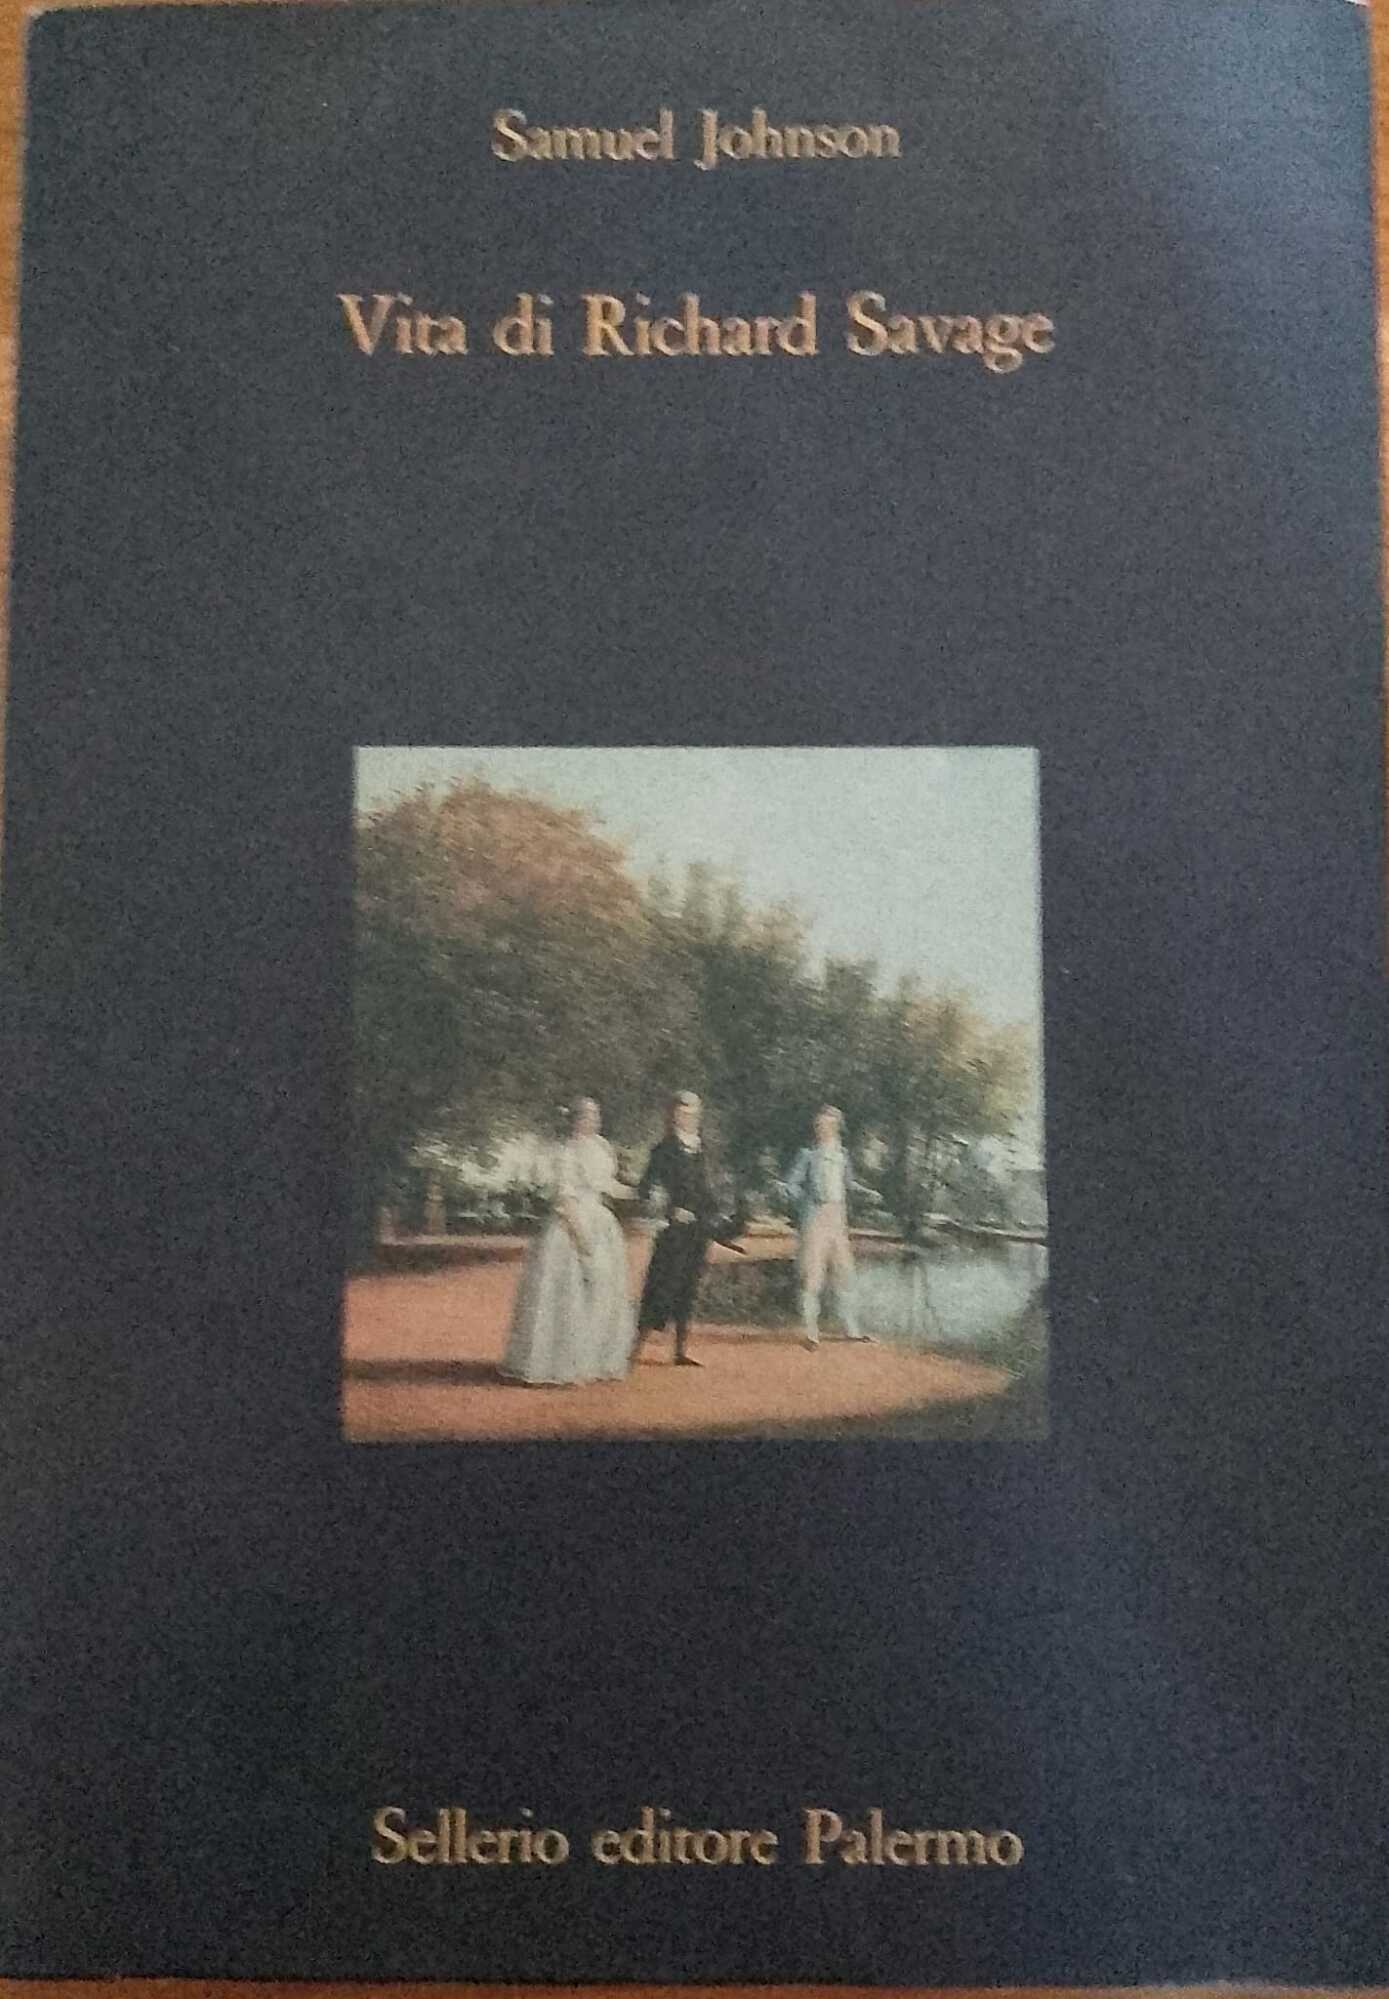 Samuel Johnson
Vita di Richard Savage
Sellerio editore Palermo